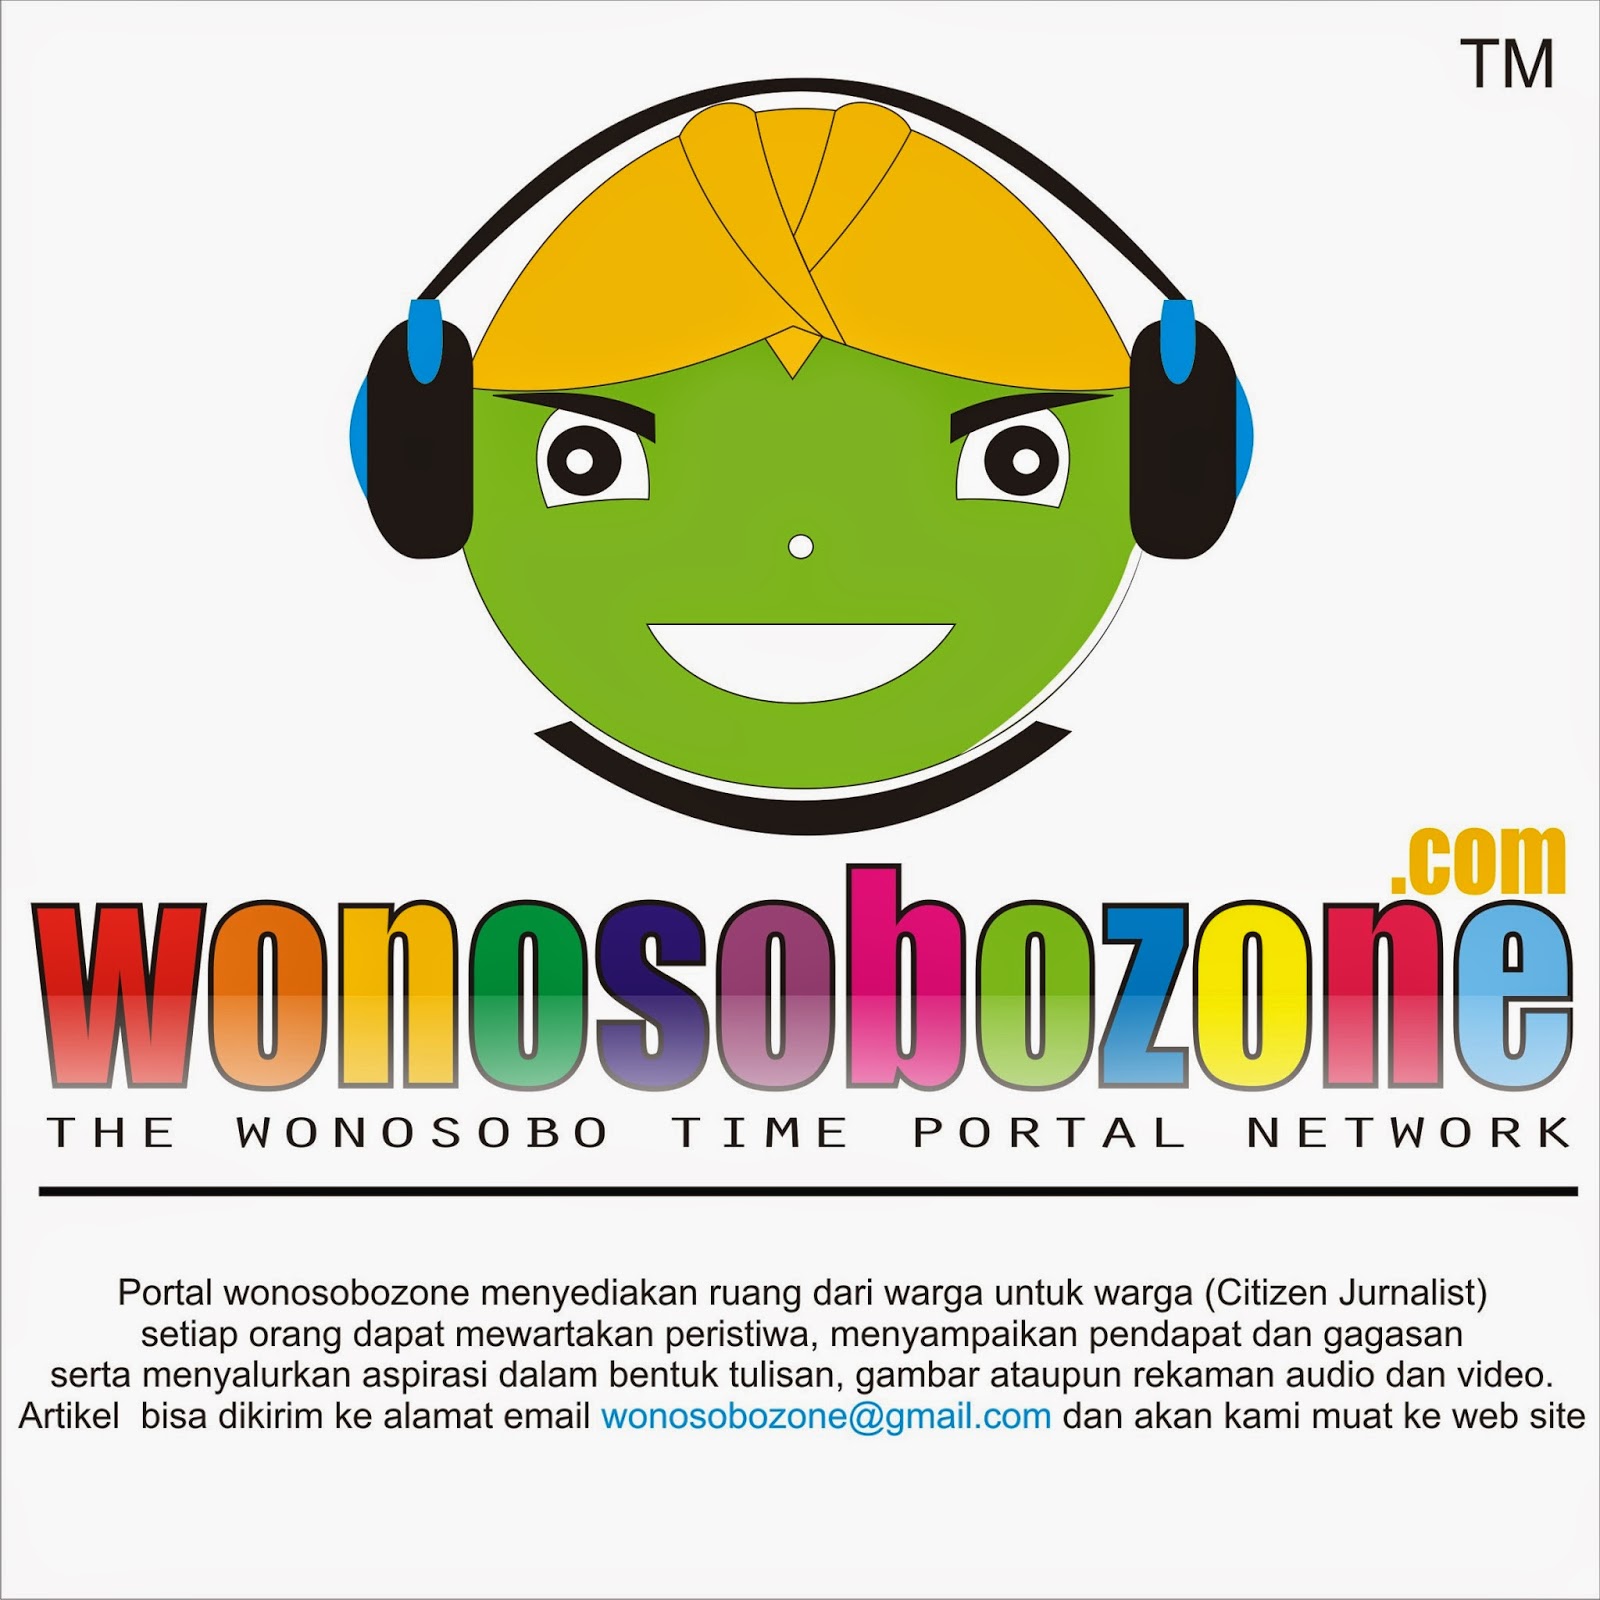 TM
.com
wonosobozone
THE WONOSOBO TIME PORTAL NETWORK
Portal wonosobozone menyediakan ruang dari warga untuk warga (Citizen Jurnalist)
setiap orang dapat mewartakan peristiwa, menyampaikan pendapat dan gagasan
serta menyalurkan aspirasi dalam bentuk tulisan, gambar ataupun rekaman audio dan video.
Artikel  bisa dikirim ke alamat email wonosobozone@gmail.com dan akan kami muat ke web site